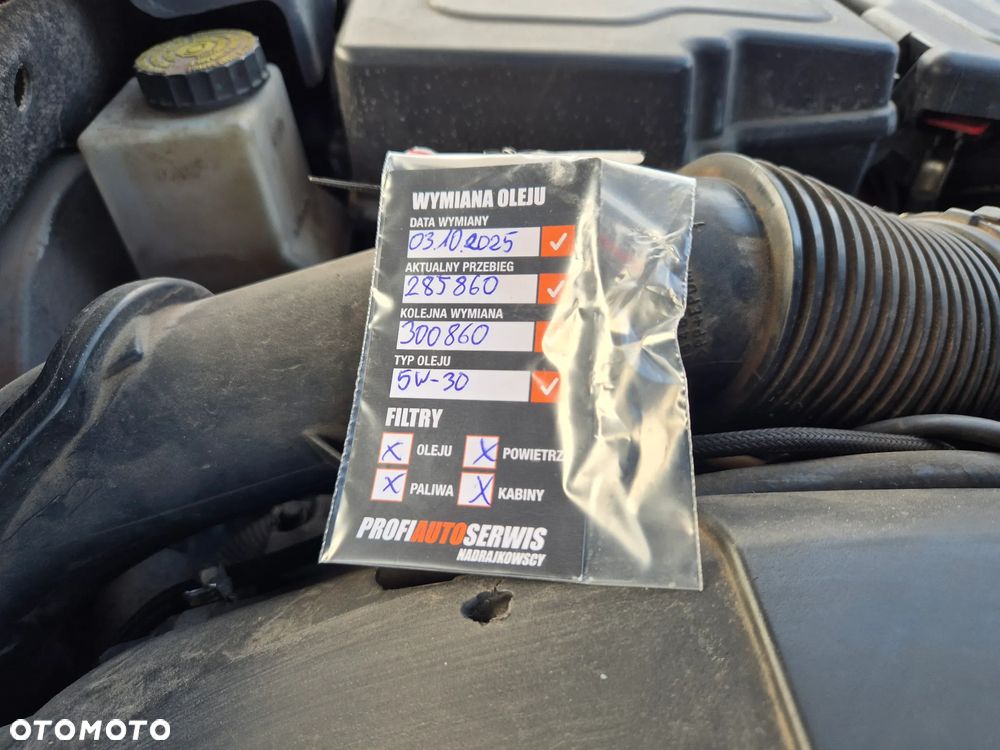 WYMIANA OLEJU
DATA WYMIANY
03.10.2025
AKTUALNY PRZEBIEG
285860
KOLEJNA WYMIANA
300860
TYP OLEJU
5W-30
FILTRY
X OLEJU X POWIETRZ
X PALIWA X KABINY
PROFIAUTOSERWIS
NADRAJKOWSCY
OTOMOTO